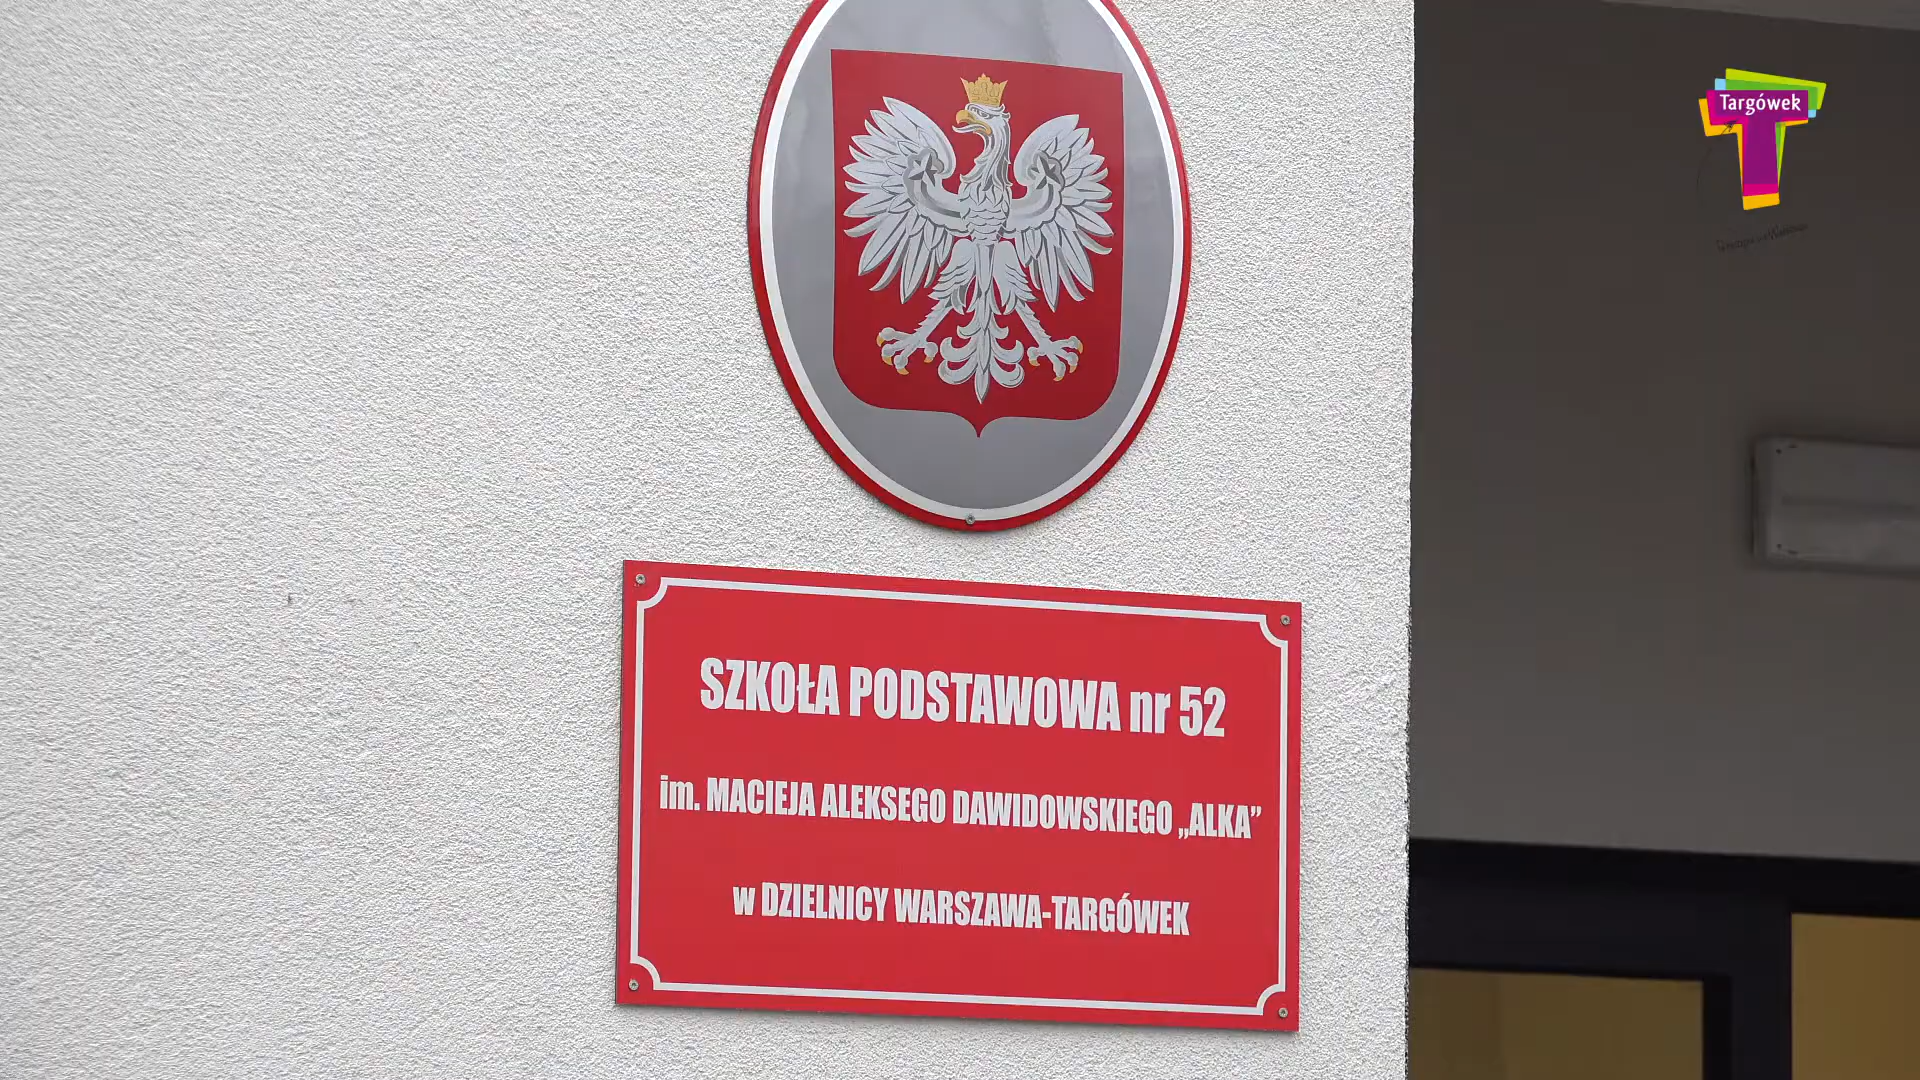 Targówek
SZKOŁA PODSTAWOWA nr 52
im. MACIEJA ALEKSEGO DAWIDOWSKIEGO „ALKA”
w DZIELNICY WARSZAWA-TARGÓWEK